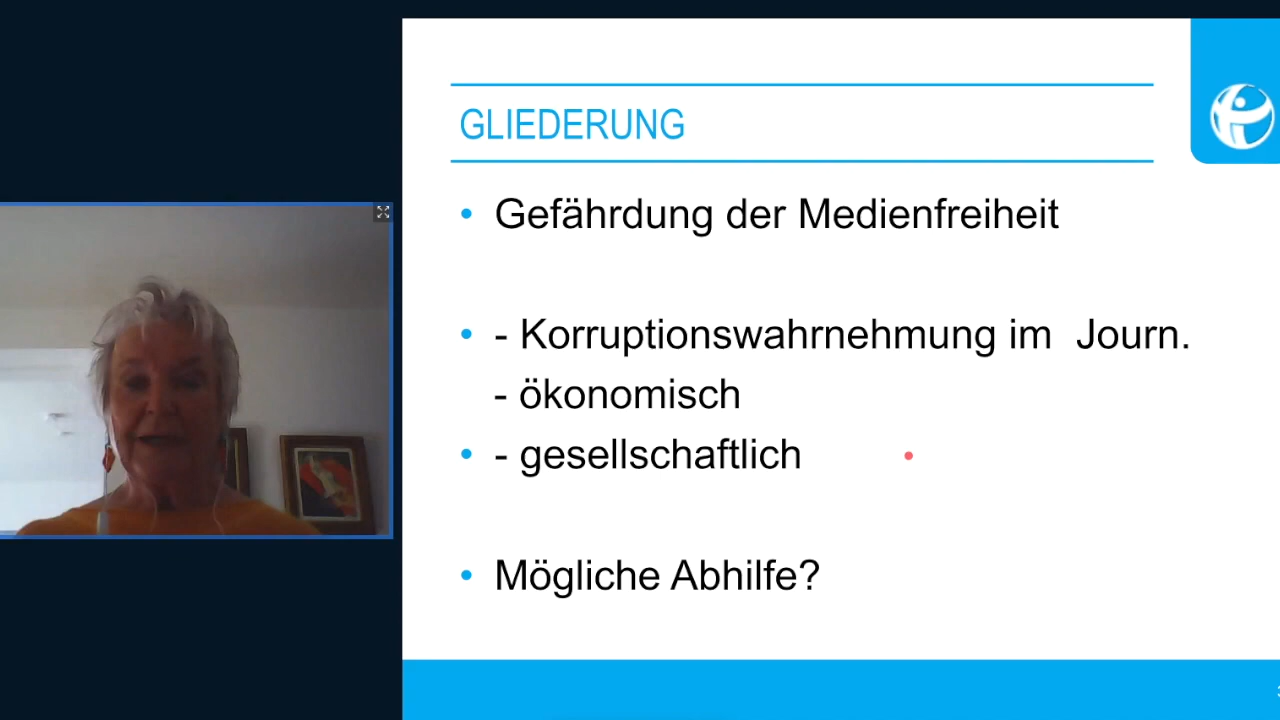 GLIEDERUNG
• Gefährdung der Medienfreiheit
• - Korruptionswahrnehmung im Journ.
- ökonomisch
• - gesellschaftlich
• Mögliche Abhilfe?